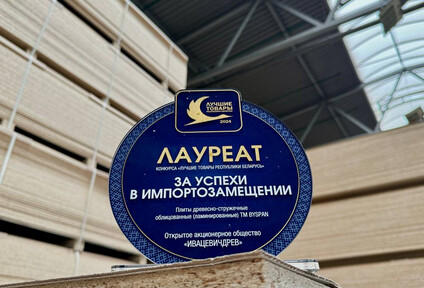 ЛУЧШИЕ
ТОВАРЫ
2024
ЛАУРЕАТ
КОНКУРСА «ЛУЧШИЕ ТОВАРЫ РЕСПУБЛИКИ БЕЛАРУСЬ»
ЗА УСПЕХИ
В ИМПОРТОЗАМЕЩЕНИИ
Плиты древесно-стружечные
облицованные (ламинированные) ТМ BYSPAN
Открытое акционерное общество
«ИВАЦЕВИЧДРЕВ»